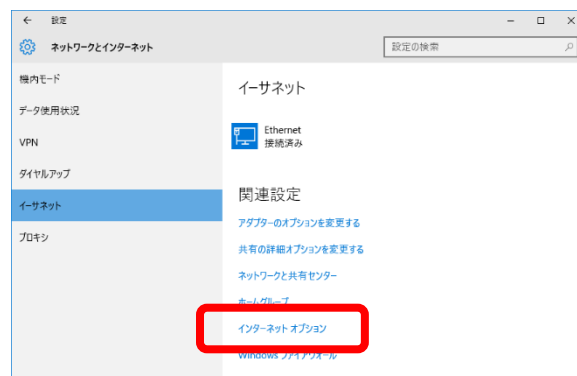 設定
ネットワークとインターネット
設定の検索
機内モード
データ使用状況
VPN
ダイヤルアップ
イーサネット
プロキシ
イーサネット
Ethernet
接続済み
関連設定
アダプターのオプションを変更する
共有の詳細オプションを変更する
ネットワークと共有センター
ホームグループ
インターネット オプション
Windows ファイアウォール